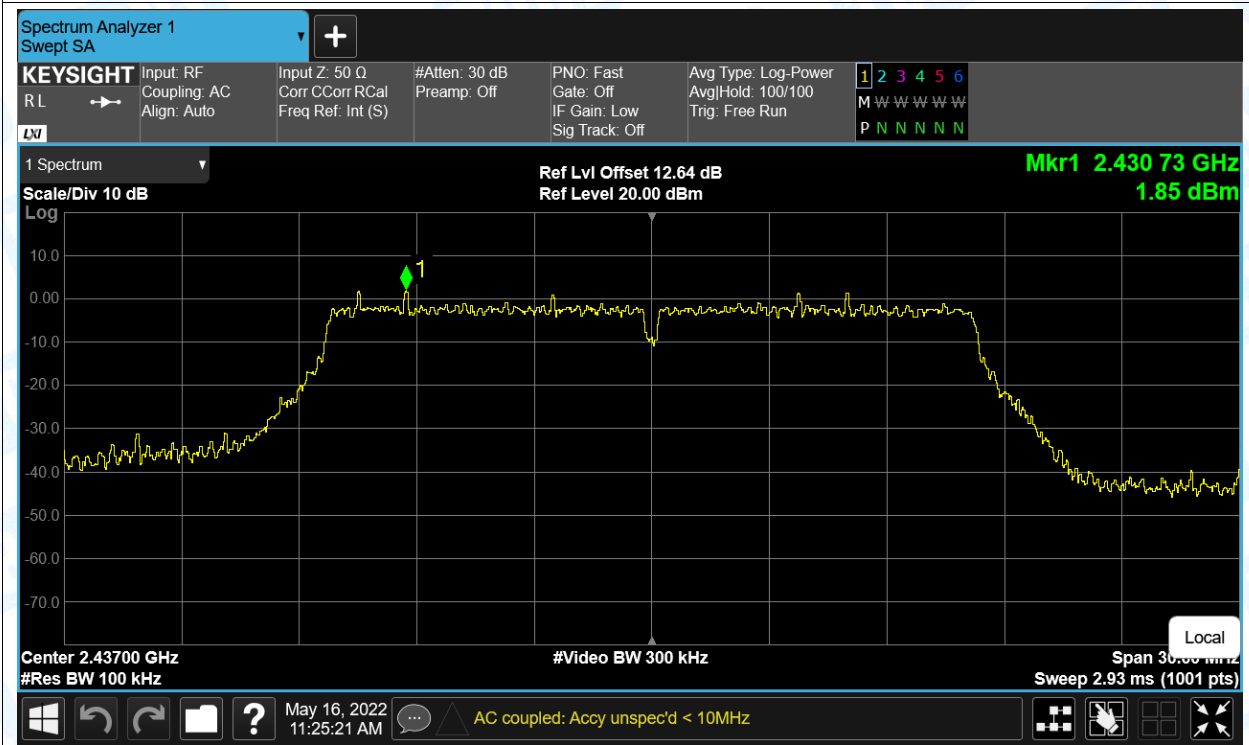 Spectrum Analyzer 1
Swept SA
+
KEYSIGHT
R L
LXI
Input: RF
Coupling: AC
Align: Auto
Input Z: 50 Ω
Corr CCorr RCal
Freq Ref: Int (S)
#Atten: 30 dB
Preamp: Off
PNO: Fast
Gate: Off
IF Gain: Low
Sig Track: Off
Avg Type: Log-Power
Avg|Hold: 100/100
Trig: Free Run
1 2 3 4 5 6
M W W W W W
P N N N N N
1 Spectrum
Scale/Div 10 dB
Log
Ref Lvl Offset 12.64 dB
Ref Level 20.00 dBm
Mkr1 2.430 73 GHz
1.85 dBm
1
10.0
0.00
-10.0
-20.0
-30.0
-40.0
-50.0
-60.0
-70.0
Local
Center 2.43700 GHz
#Res BW 100 kHz
#Video BW 300 kHz
Span 30.00 MHz
Sweep 2.93 ms (1001 pts)
?
May 16, 2022
11:25:21 AM
AC coupled: Accy unspec'd < 10MHz